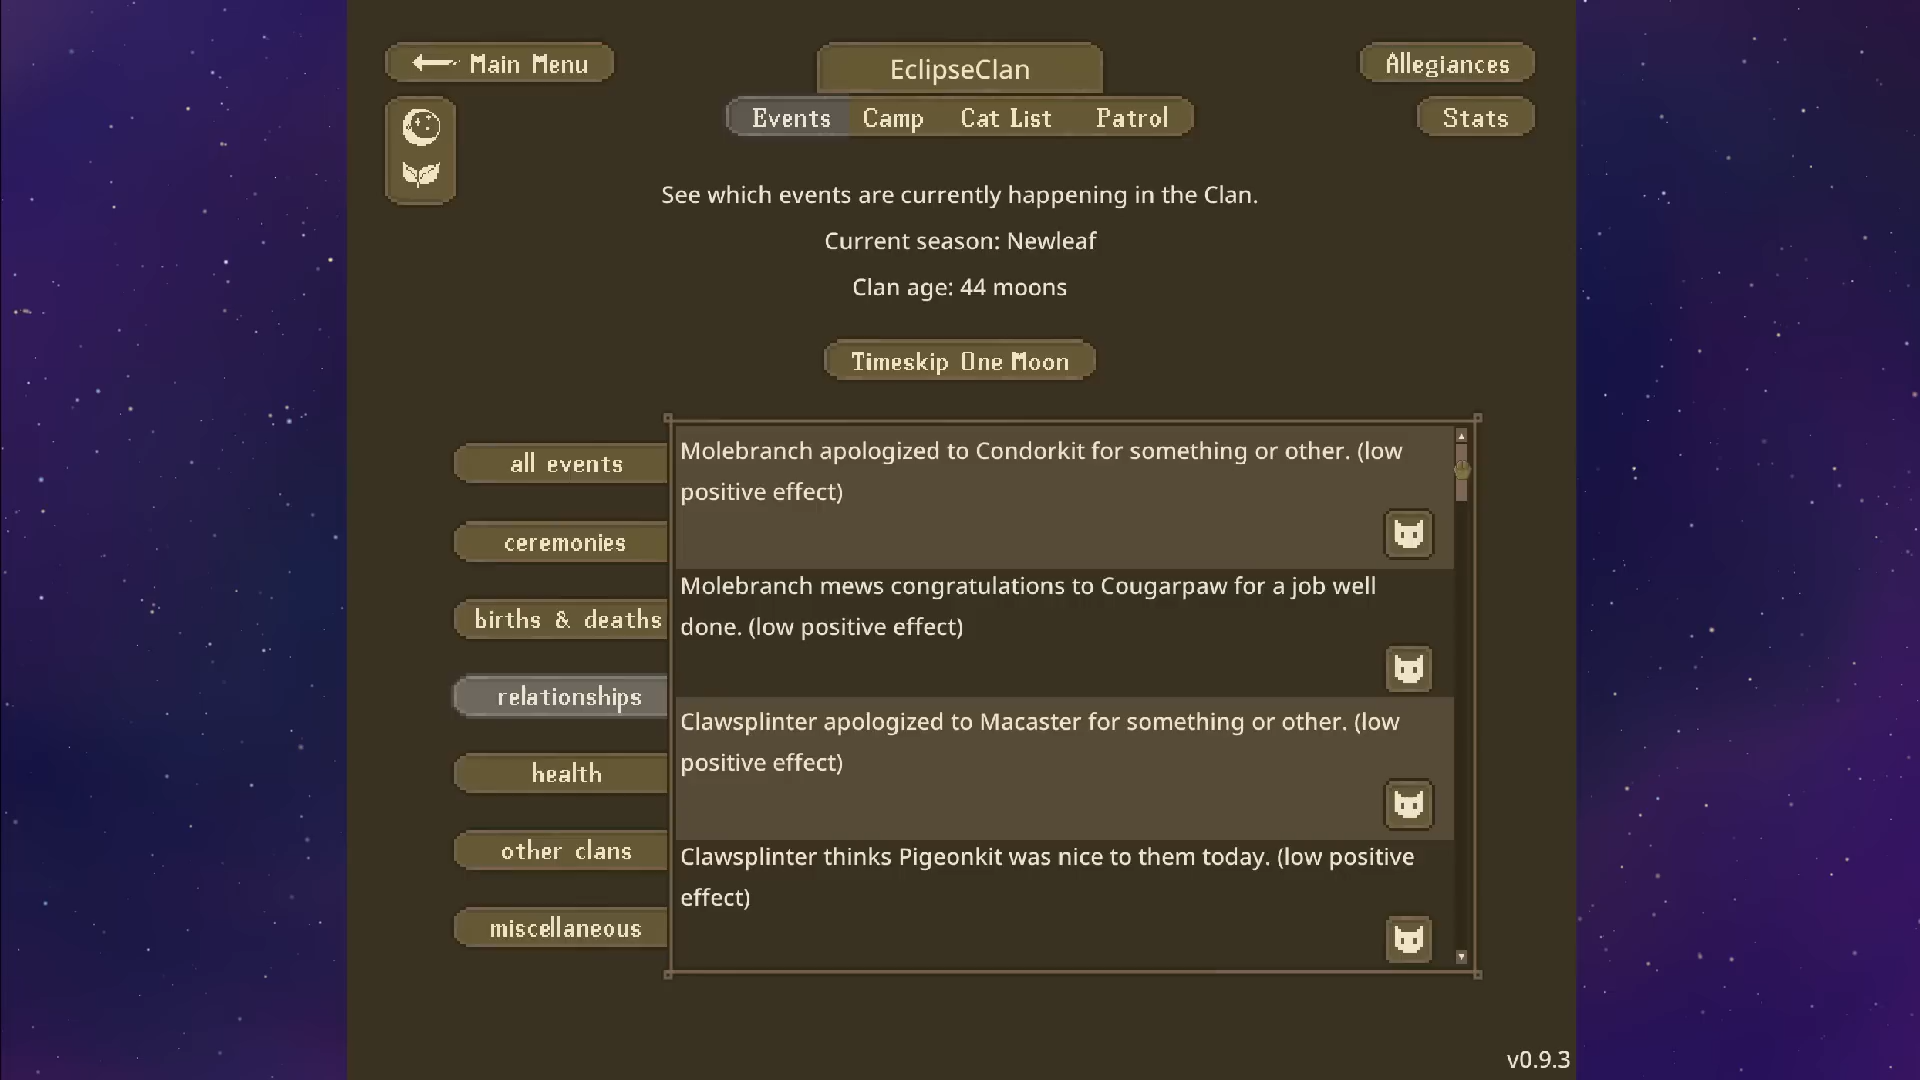 Main Menu
EclipseClan
Allegiances
Events
Camp
Cat List
Patrol
Stats
See which events are currently happening in the Clan.
Current season: Newleaf
Clan age: 44 moons
Timeskip One Moon
all events
ceremonies
births & deaths
relationships
health
other clans
miscellaneous
Molebranch apologized to Condorkit for something or other. (low
positive effect)
Molebranch mews congratulations to Cougarpaw for a job well
done. (low positive effect)
Clawsplinter apologized to Macaster for something or other. (low
positive effect)
Clawsplinter thinks Pigeonkit was nice to them today. (low positive
effect)
v0.9.3